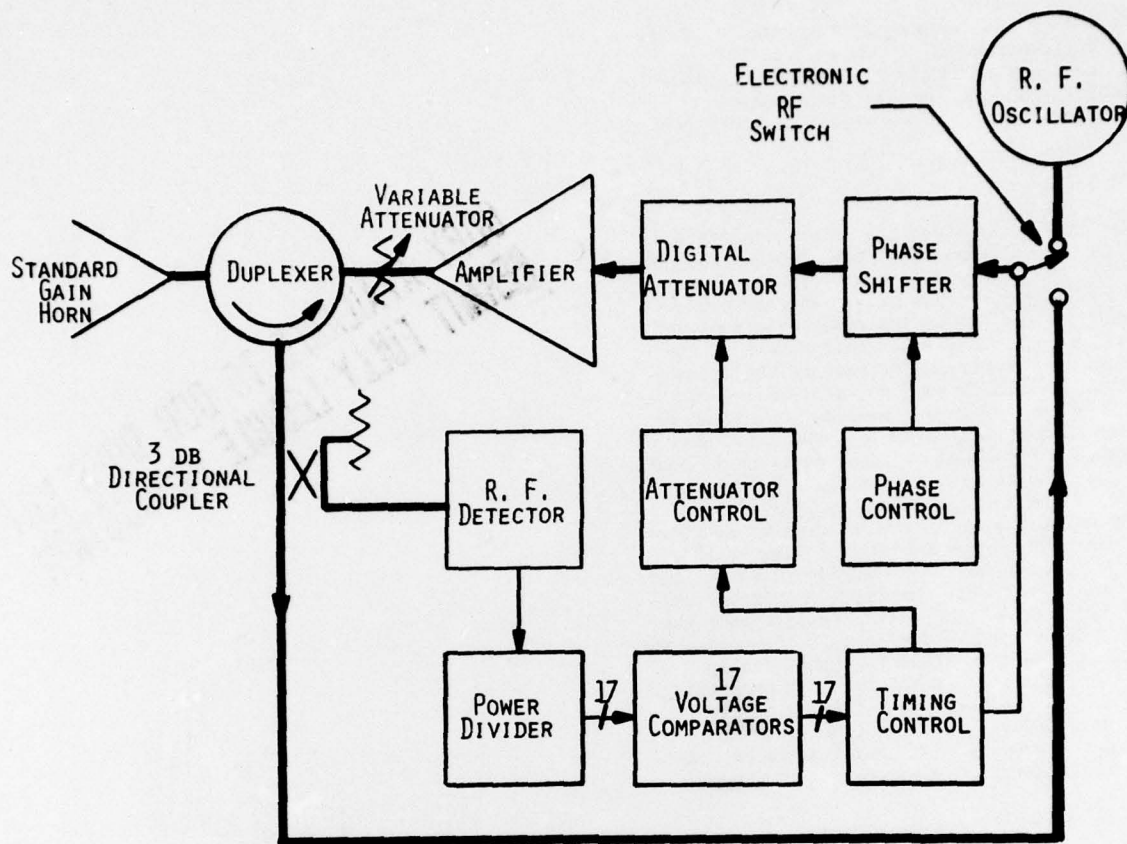 ELECTRONIC
RF
SWITCH
R. F.
OSCILLATOR
VARIABLE
ATTENUATOR
STANDARD
GAIN
HORN
DUPLEXER
AMPLIFIER
DIGITAL
ATTENUATOR
PHASE
SHIFTER
3 DB
DIRECTIONAL
COUPLER
R. F.
DETECTOR
ATTENUATOR
CONTROL
PHASE
CONTROL
POWER
DIVIDER
17
17
VOLTAGE
COMPARATORS
17
TIMING
CONTROL